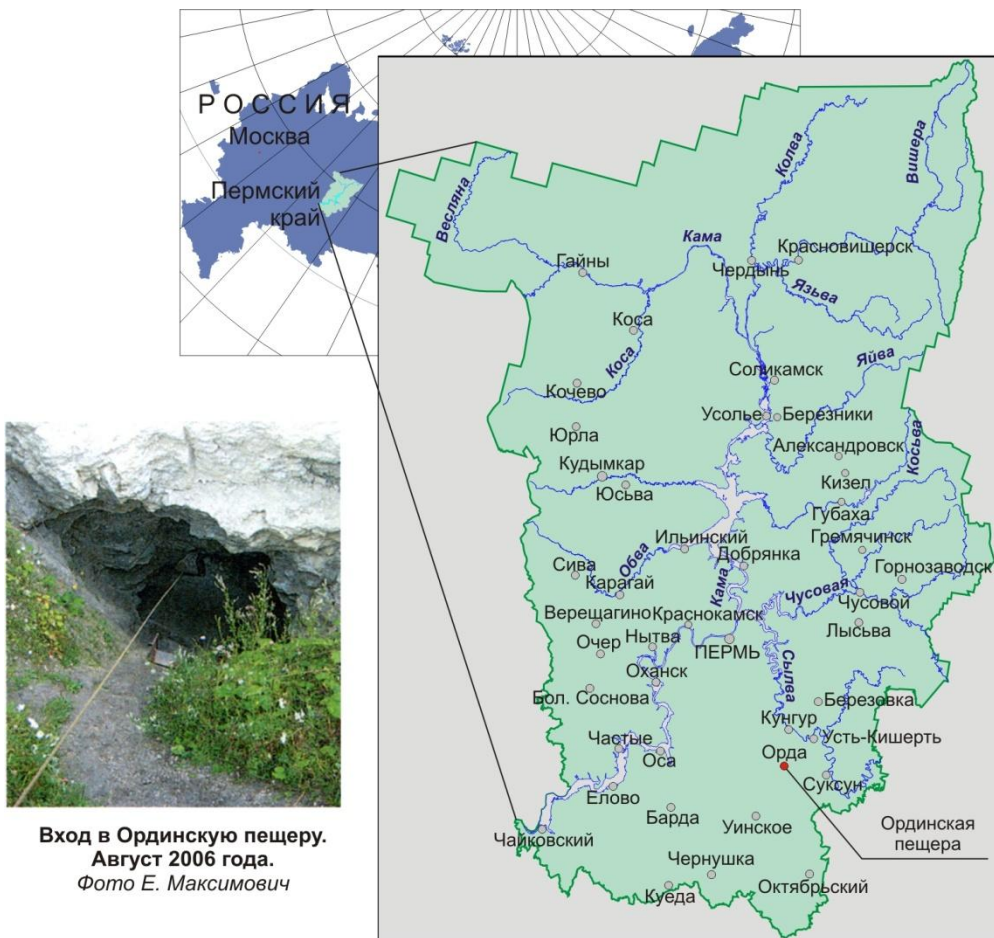 РОССИЯ
Москва
Пермский
край
Колва
Вишера
Весляна
Кама
Красновишерск
Гайны
Чердынь
Язьва
Коса
Коса
Яйва
Соликамск
Кочево
Усолье
Березники
Косьва
Юрла
Александровск
Кудымкар
Кизел
Юсьва
Губаха
Ильинский
Гремячинск
Добрянка
Обва
Сива
Горнозаводск
Карагай
Кама
Чусовая
Чусовой
Верещагино
Краснокамск
Лысьва
Очер
Нытва
ПЕРМЬ
Оханск
Сылва
Бол. Соснова
Березовка
Кунгур
Усть-Кишерть
Частые
Оса
Орда
Суксун
Елово
Барда
Уинское
Ординская
пещера
Чайковский
Чернушка
Октябрьский
Куеда
Вход в Ординскую пещеру.
Август 2006 года.
Фото Е. Максимович